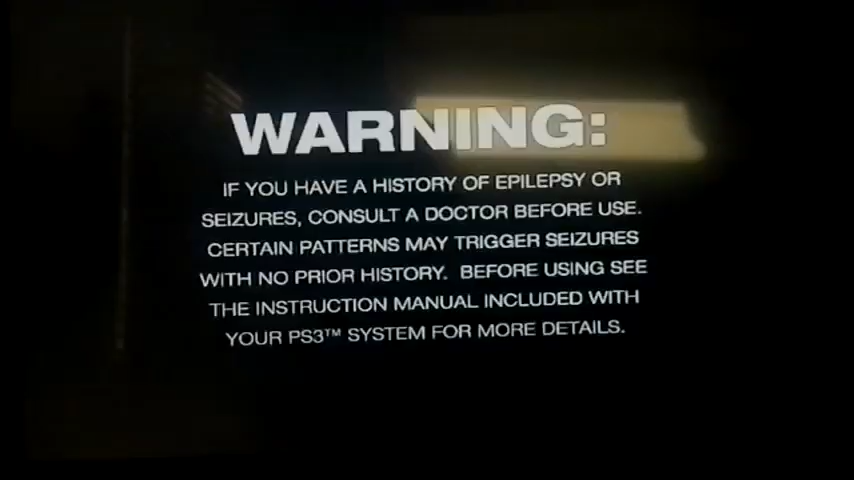 WARNING:
IF YOU HAVE A HISTORY OF EPILEPSY OR
SEIZURES, CONSULT A DOCTOR BEFORE USE.
CERTAIN PATTERNS MAY TRIGGER SEIZURES
WITH NO PRIOR HISTORY. BEFORE USING SEE
THE INSTRUCTION MANUAL INCLUDED WITH
YOUR PS3™ SYSTEM FOR MORE DETAILS.